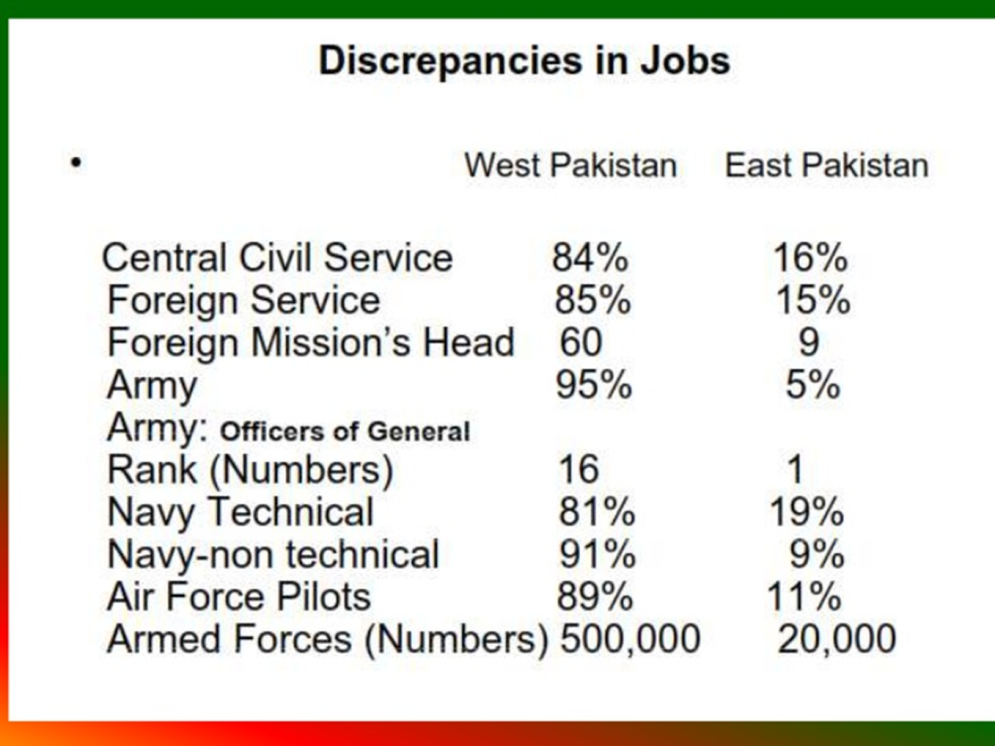 Discrepancies in Jobs
• West Pakistan East Pakistan
Central Civil Service 84% 16%
Foreign Service 85% 15%
Foreign Mission’s Head 60 9
Army 95% 5%
Army: Officers of General
Rank (Numbers) 16 1
Navy Technical 81% 19%
Navy-non technical 91% 9%
Air Force Pilots 89% 11%
Armed Forces (Numbers) 500,000 20,000